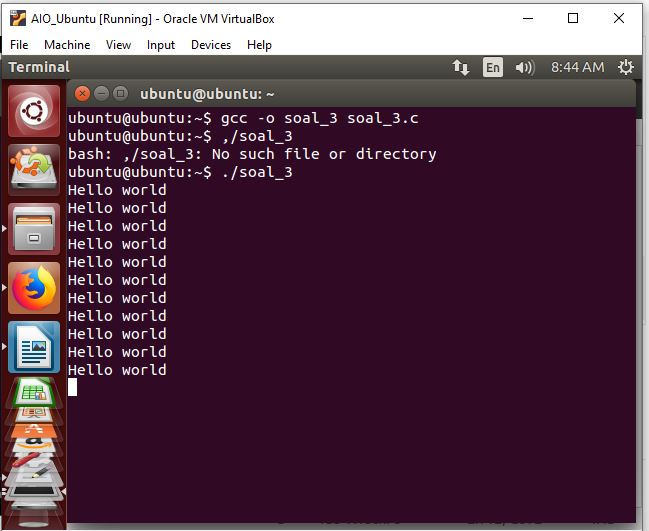 AIO_Ubuntu [Running] - Oracle VM VirtualBox
File Machine View Input Devices Help
Terminal En 8:44 AM
ubuntu@ubuntu: ~
ubuntu@ubuntu:~$ gcc -o soal_3 soal_3.c
ubuntu@ubuntu:~$ ,/soal_3
bash: ,/soal_3: No such file or directory
ubuntu@ubuntu:~$ ./soal_3
Hello world
Hello world
Hello world
Hello world
Hello world
Hello world
Hello world
Hello world
Hello world
Hello world
Hello world